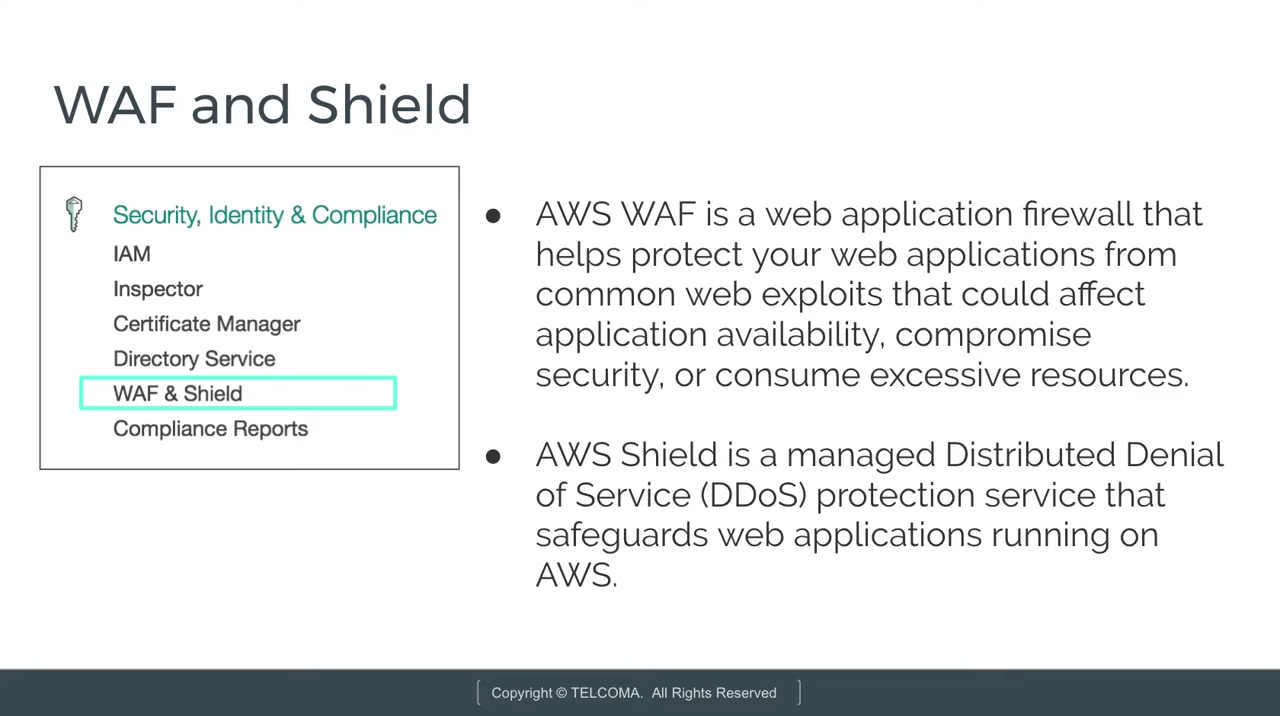 WAF and Shield
Security, Identity & Compliance
IAM
Inspector
Certificate Manager
Directory Service
WAF & Shield
Compliance Reports
● AWS WAF is a web application firewall that
helps protect your web applications from
common web exploits that could affect
application availability, compromise
security, or consume excessive resources.
● AWS Shield is a managed Distributed Denial
of Service (DDoS) protection service that
safeguards web applications running on
AWS.
Copyright © TELCOMA. All Rights Reserved